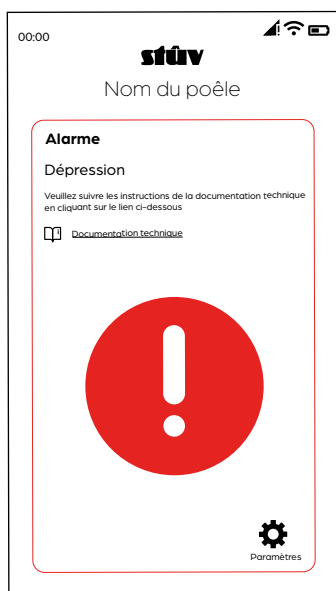 00:00
stûv
Nom du poêle
Alarme
Dépression
Veuillez suivre les instructions de la documentation technique
en cliquant sur le lien ci-dessous
Documentation technique
Paramètres